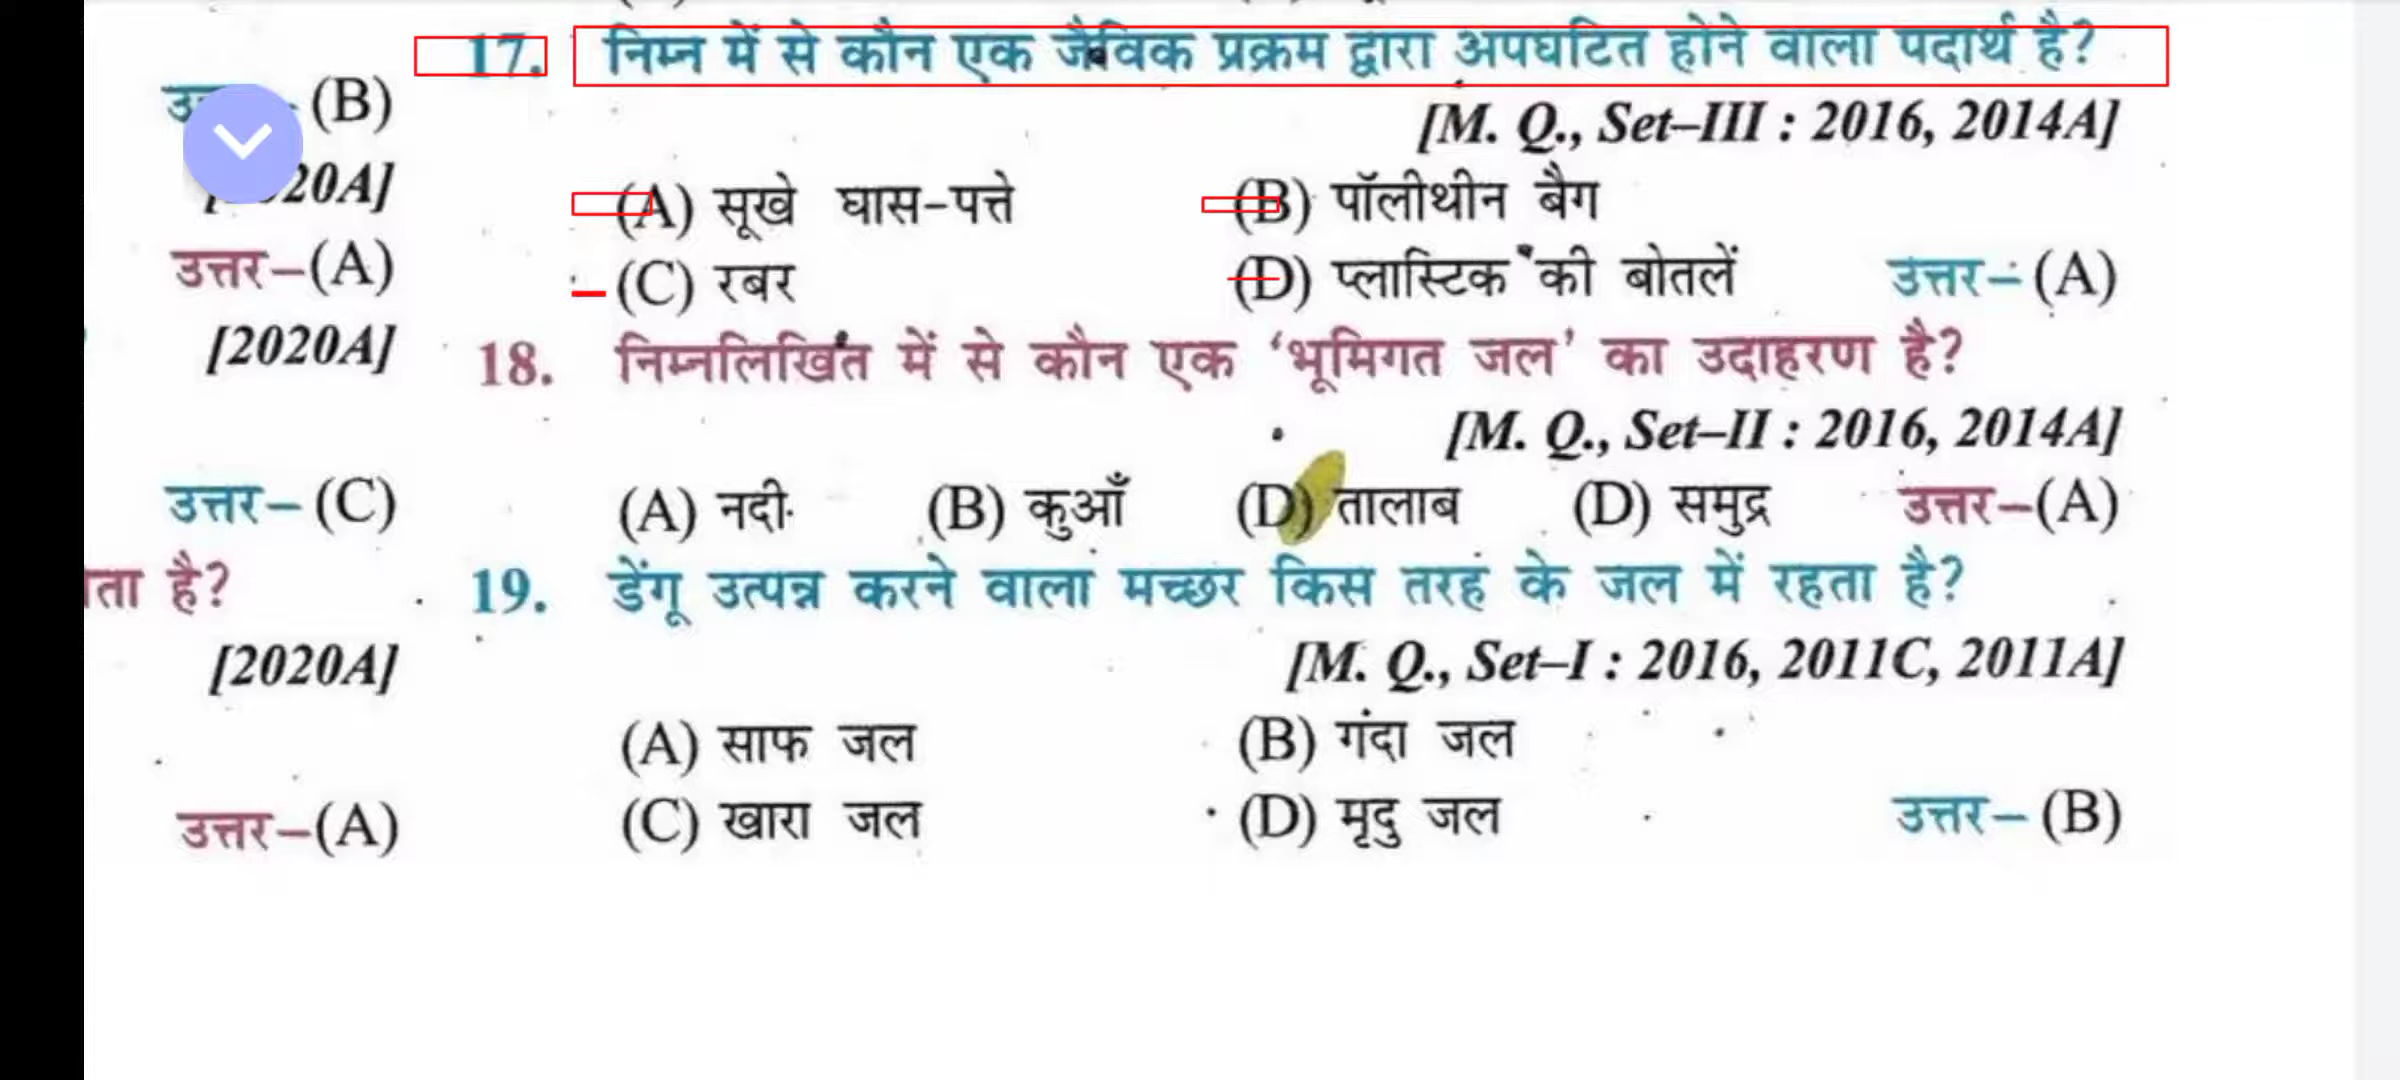 17. निम्न में से कौन एक जैविक प्रक्रम द्वारा अपघटित होने वाला पदार्थ है?
[M. Q., Set–III : 2016, 2014A]
(A) सूखे घास-पत्ते (B) पॉलीथीन बैग
(C) रबर (D) प्लास्टिक की बोतलें उत्तर–(A)
18. निम्नलिखित में से कौन एक ‘भूमिगत जल’ का उदाहरण है?
[M. Q., Set–II : 2016, 2014A]
(A) नदी (B) कुआँ (D) तालाब (D) समुद्र उत्तर–(A)
19. डेंगू उत्पन्न करने वाला मच्छर किस तरह के जल में रहता है?
[M. Q., Set–I : 2016, 2011C, 2011A]
(A) साफ जल (B) गंदा जल
(C) खारा जल (D) मृदु जल उत्तर–(B)
(B)
20A]
उत्तर–(A)
[2020A]
उत्तर–(C)
है?
[2020A]
उत्तर–(A)